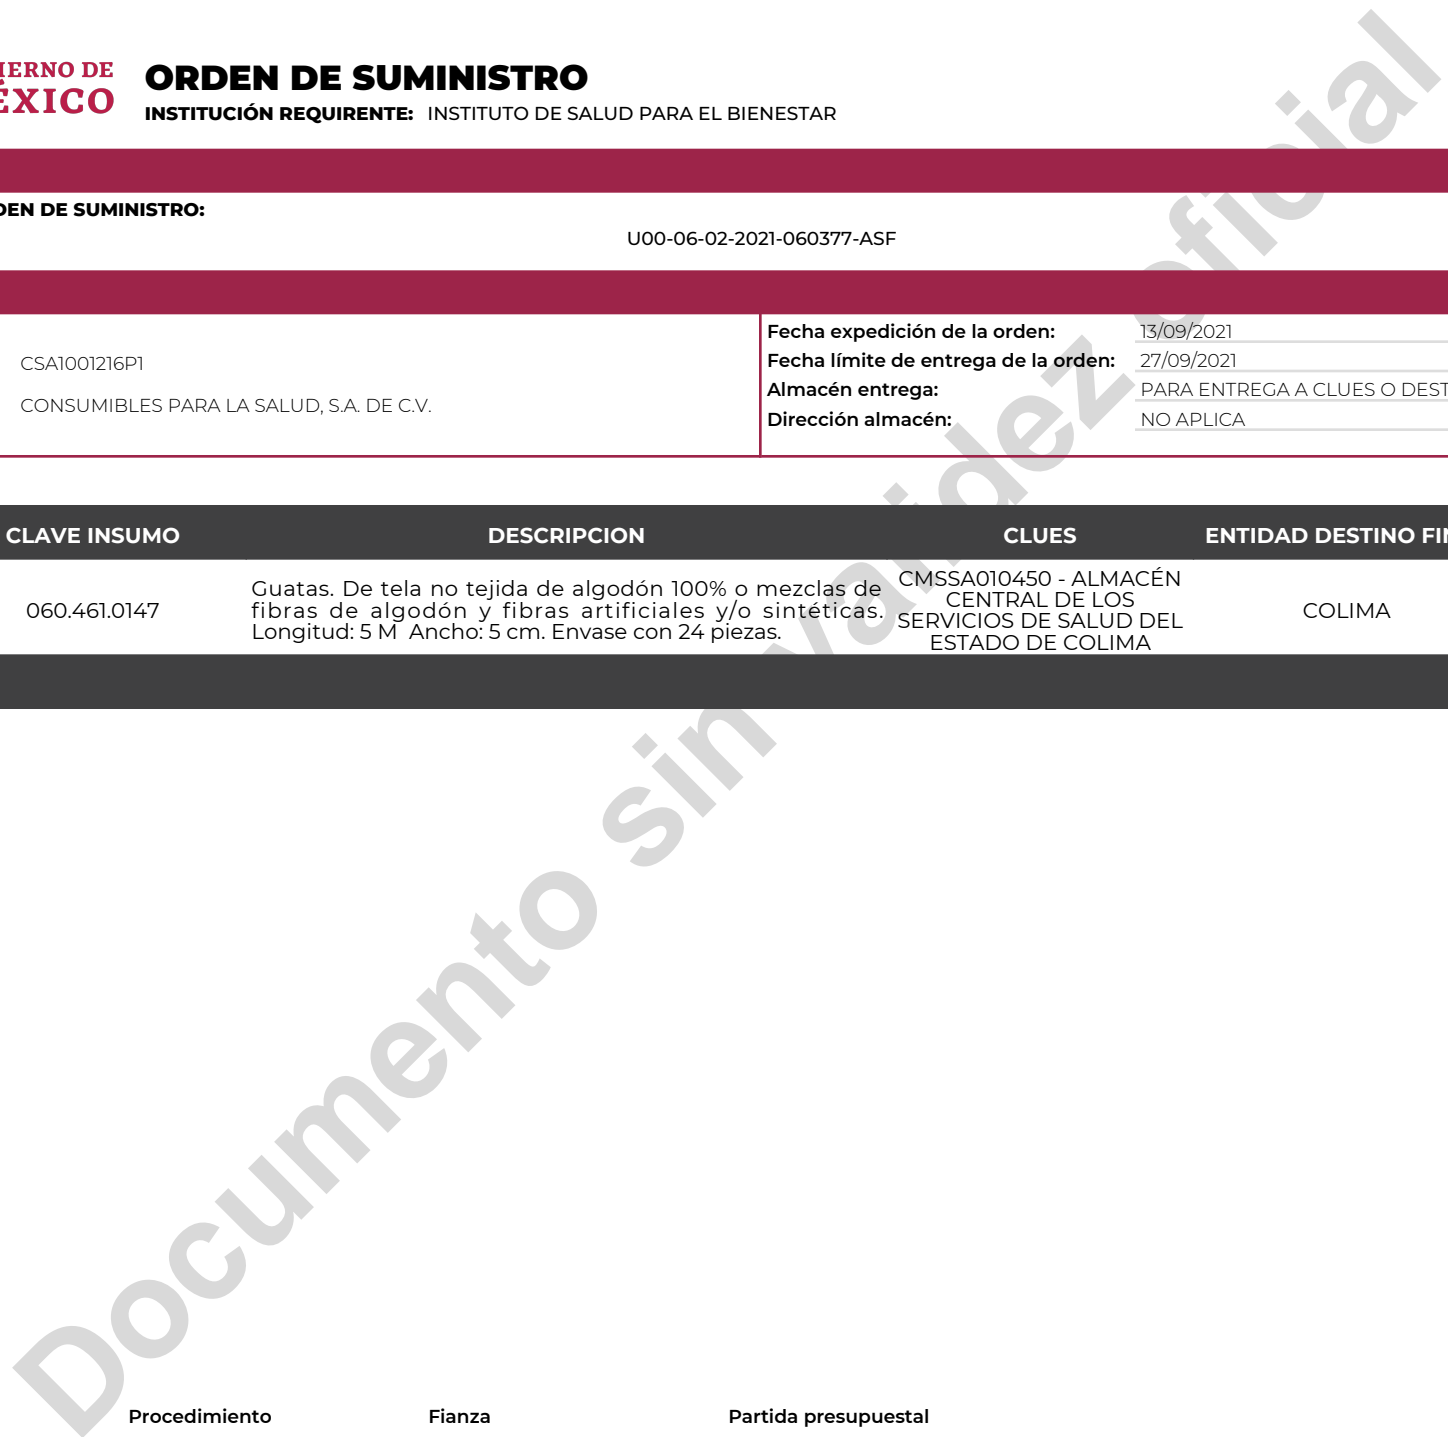 IERNO DE
ÉXICO
ORDEN DE SUMINISTRO
INSTITUCIÓN REQUIRENTE: INSTITUTO DE SALUD PARA EL BIENESTAR
DEN DE SUMINISTRO:
U00-06-02-2021-060377-ASF
CSA1001216P1
CONSUMIBLES PARA LA SALUD, S.A. DE C.V.
Fecha expedición de la orden: 13/09/2021
Fecha límite de entrega de la orden: 27/09/2021
Almacén entrega: PARA ENTREGA A CLUES O DEST
Dirección almacén: NO APLICA
CLAVE INSUMO DESCRIPCION CLUES ENTIDAD DESTINO FIN
060.461.0147
Guatas. De tela no tejida de algodón 100% o mezclas de
fibras de algodón y fibras artificiales y/o sintéticas.
Longitud: 5 M Ancho: 5 cm. Envase con 24 piezas.
CMSSA010450 - ALMACÉN
CENTRAL DE LOS
SERVICIOS DE SALUD DEL
ESTADO DE COLIMA
COLIMA
Documento sin validez oficial
Procedimiento Fianza Partida presupuestal